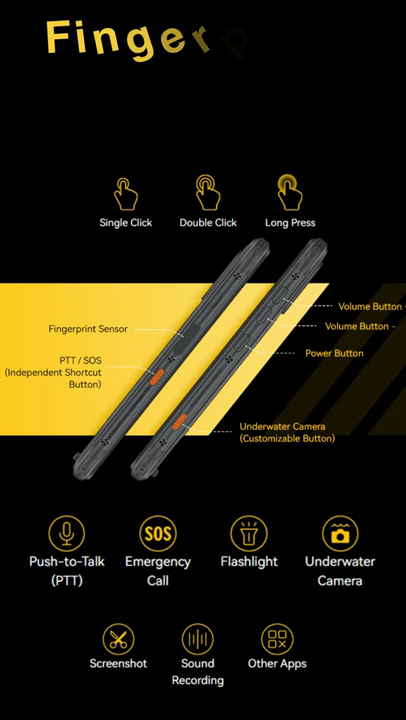 Finger
Single Click
Double Click
Long Press
Volume Button
Fingerprint Sensor
Volume Button -
Power Button
PTT / SOS
(Independent Shortcut
Button)
Underwater Camera
(Customizable Button)
SOS
Push-to-Talk
(PTT)
Emergency
Call
Flashlight
Underwater
Camera
Screenshot
Sound
Recording
Other Apps